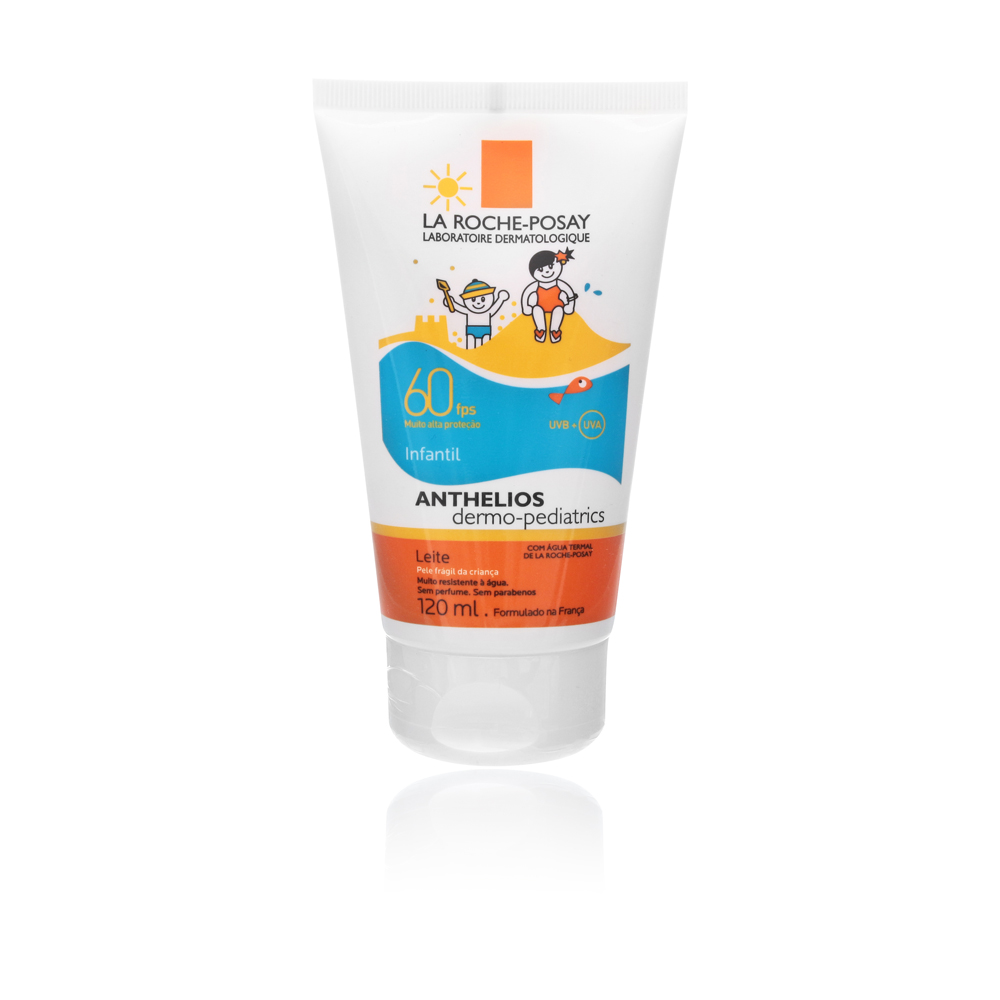 LA ROCHE-POSAY
LABORATOIRE DERMATOLOGIQUE
60 fps
Muito alta proteção
UVB + UVA
Infantil
ANTHELIOS
dermo-pediatrics
Leite
COM ÁGUA TERMAL
DE LA ROCHE-POSAY
Pele frágil da criança
Muito resistente à água.
Sem perfume. Sem parabenos
120 ml . Formulado na França